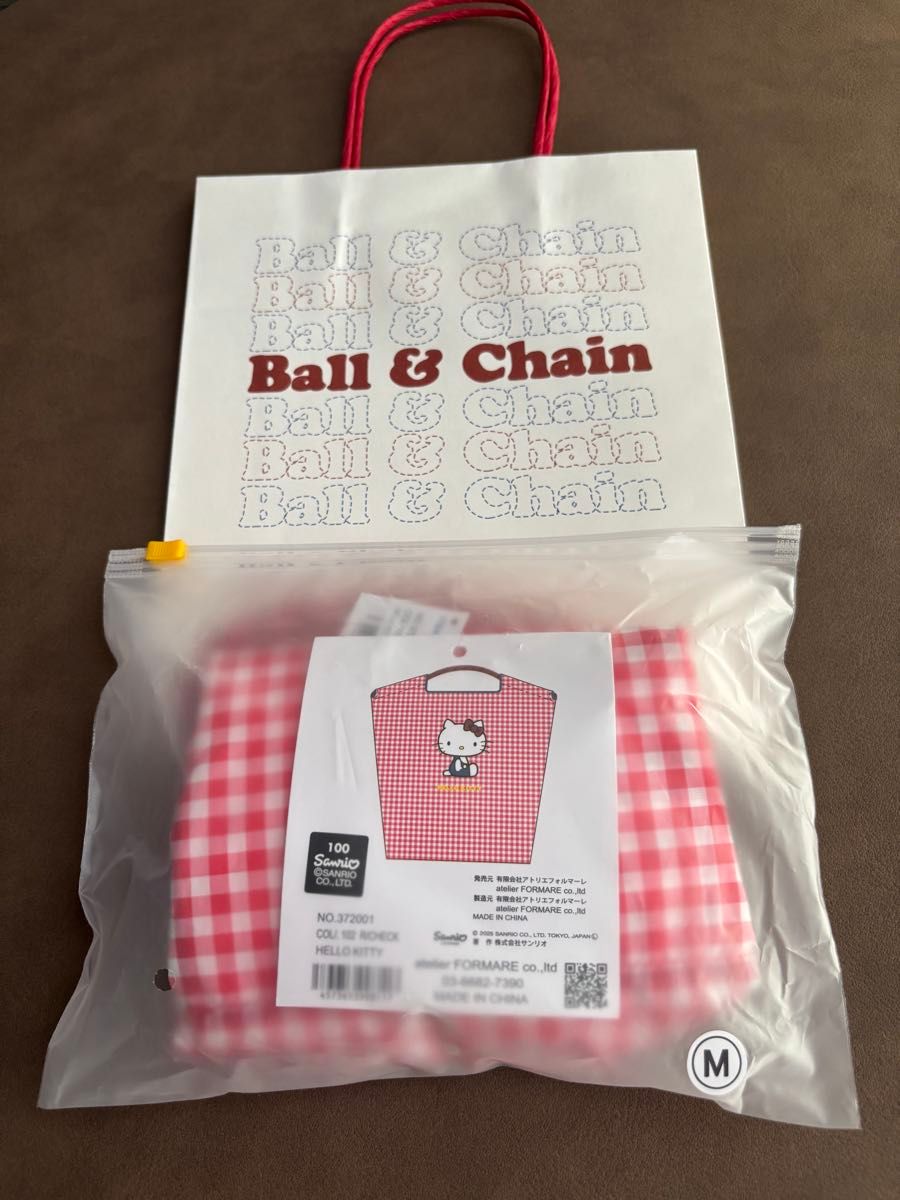 Ball & Chain
Ball & Chain
Ball & Chain
Ball & Chain
Ball & Chain
Ball & Chain
Ball & Chain
HELLO KITTY
100
Sanrio
©SANRIO
CO.,LTD.
発売元 有限会社アトリエフォルマーレ
atelier FORMARE co.,ltd
製造元 有限会社アトリエフォルマーレ
atelier FORMARE co.,ltd
MADE IN CHINA
NO.372001
COL/.102 R/CHECK
HELLO KITTY
Sanrio
© 2025 SANRIO CO., LTD. TOKYO, JAPAN Ⓛ
著 作 株式会社サンリオ
atelier FORMARE co.,ltd
03-6682-7390
MADE IN CHINA
M